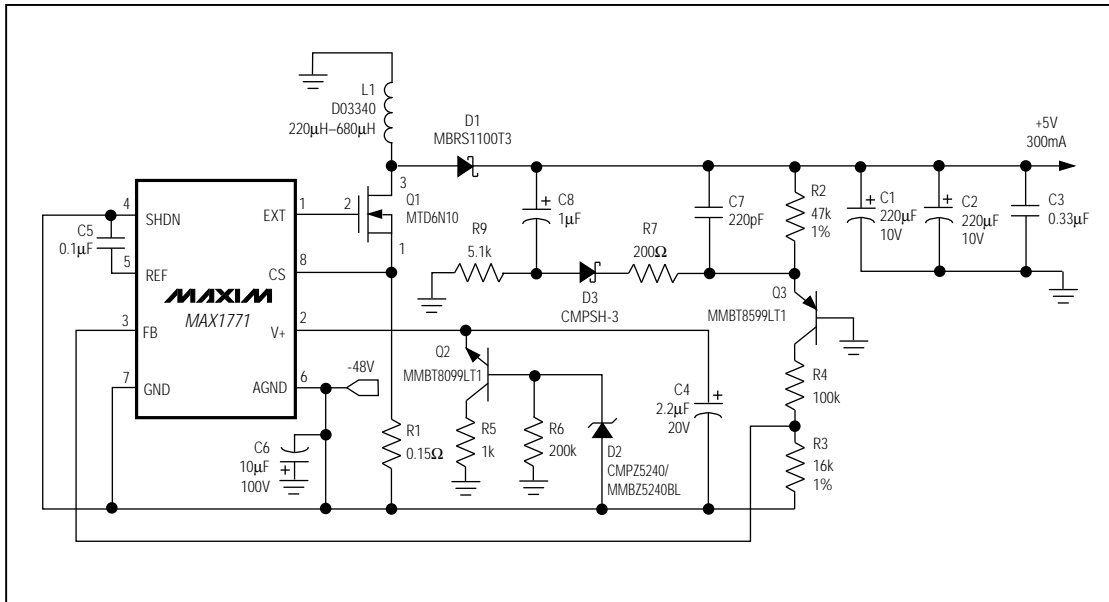 L1
D03340
220µH–680µH
D1
MBRS1100T3
+5V
300mA
4
SHDN
EXT
1
2
3
Q1
MTD6N10
1
C8
1µF
+
C7
220pF
R2
47k
1%
+
C1
220µF
10V
+
C2
220µF
10V
C3
0.33µF
C5
0.1µF
5
REF
CS
8
R9
5.1k
R7
200Ω
D3
CMPSH-3
MAXIM
MAX1771
3
FB
V+
2
Q3
MMBT8599LT1
Q2
MMBT8099LT1
-48V
7
GND
AGND
6
C4
2.2µF
20V
+
R4
100k
C6
10µF
100V
+
R1
0.15Ω
R5
1k
R6
200k
D2
CMPZ5240/
MMBZ5240BL
R3
16k
1%